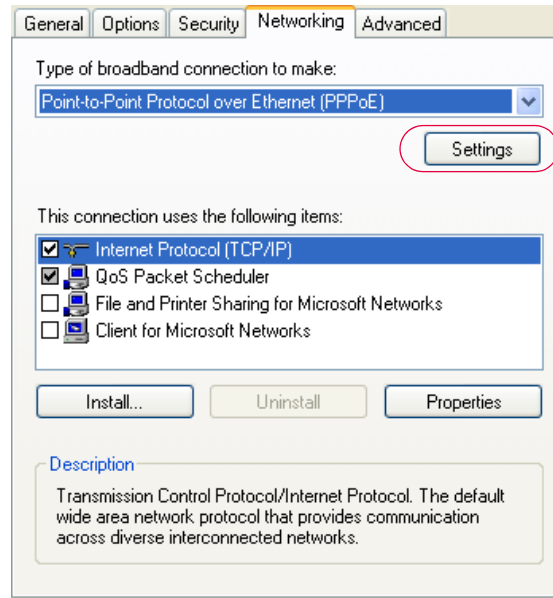 General Options Security Networking Advanced
Type of broadband connection to make:
Point-to-Point Protocol over Ethernet (PPPoE)
Settings
This connection uses the following items:
Internet Protocol (TCP/IP)
QoS Packet Scheduler
File and Printer Sharing for Microsoft Networks
Client for Microsoft Networks
Install... Uninstall Properties
Description
Transmission Control Protocol/Internet Protocol. The default
wide area network protocol that provides communication
across diverse interconnected networks.